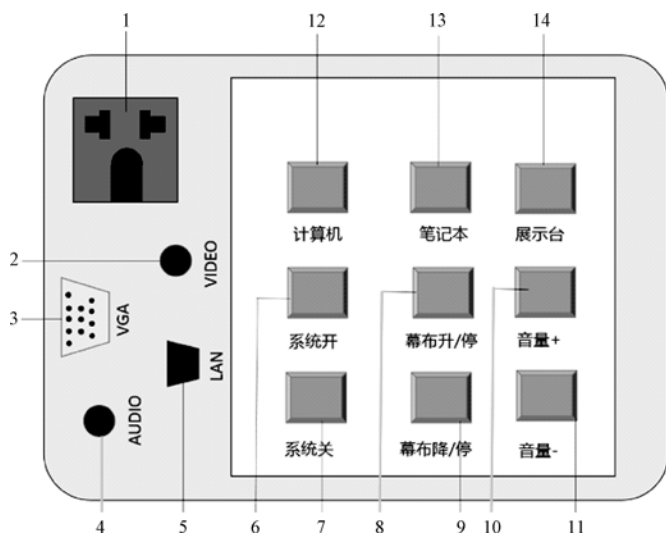 1 12 13 14
计算机 笔记本 展示台
2 VIDEO
3 VGA
系统开 幕布升/停 音量+
LAN
AUDIO
系统关 幕布降/停 音量-
4 5 6 7 8 9 10 11